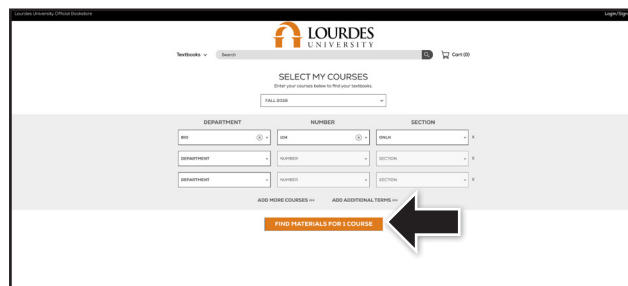 Lourdes University Official Bookstore
Login/Sign
LOURDES
UNIVERSITY
Textbooks
Search
Cart (0)
SELECT MY COURSES
Enter your courses below to find your textbooks.
FALL 2025
DEPARTMENT NUMBER SECTION
BIO 104 X
DEPARTMENT NUMBER SECTION X
DEPARTMENT NUMBER SECTION X
ADD MORE COURSES >>> ADD ADDITIONAL TERMS >>>
FIND MATERIALS FOR 1 COURSE